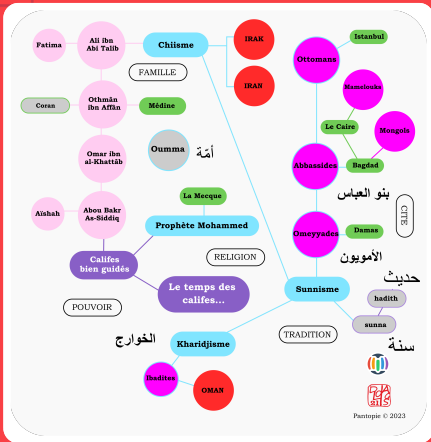 Fatima
Ali ibn
Abi Talib
Chiisme
IRAK
IRAN
FAMILLE
Ottomans
Istanbul
Mamelouks
Mongols
Le Caire
Abbassides
Bagdad
بنو العباس
Coran
Othmân
ibn Affân
Médine
Omar ibn
al-Khattâb
Oumma
أمّة
CITE
La Mecque
Aïshah
Abou Bakr
As-Siddiq
Prophète Mohammed
Omeyyades
Damas
الأمويون
Califes
bien guidés
RELIGION
Le temps des
califes...
Sunnisme
حديث
hadith
sunna
سنة
POUVOIR
TRADITION
الخوارج
Kharidjisme
Ibadites
OMAN
Pantopie © 2023